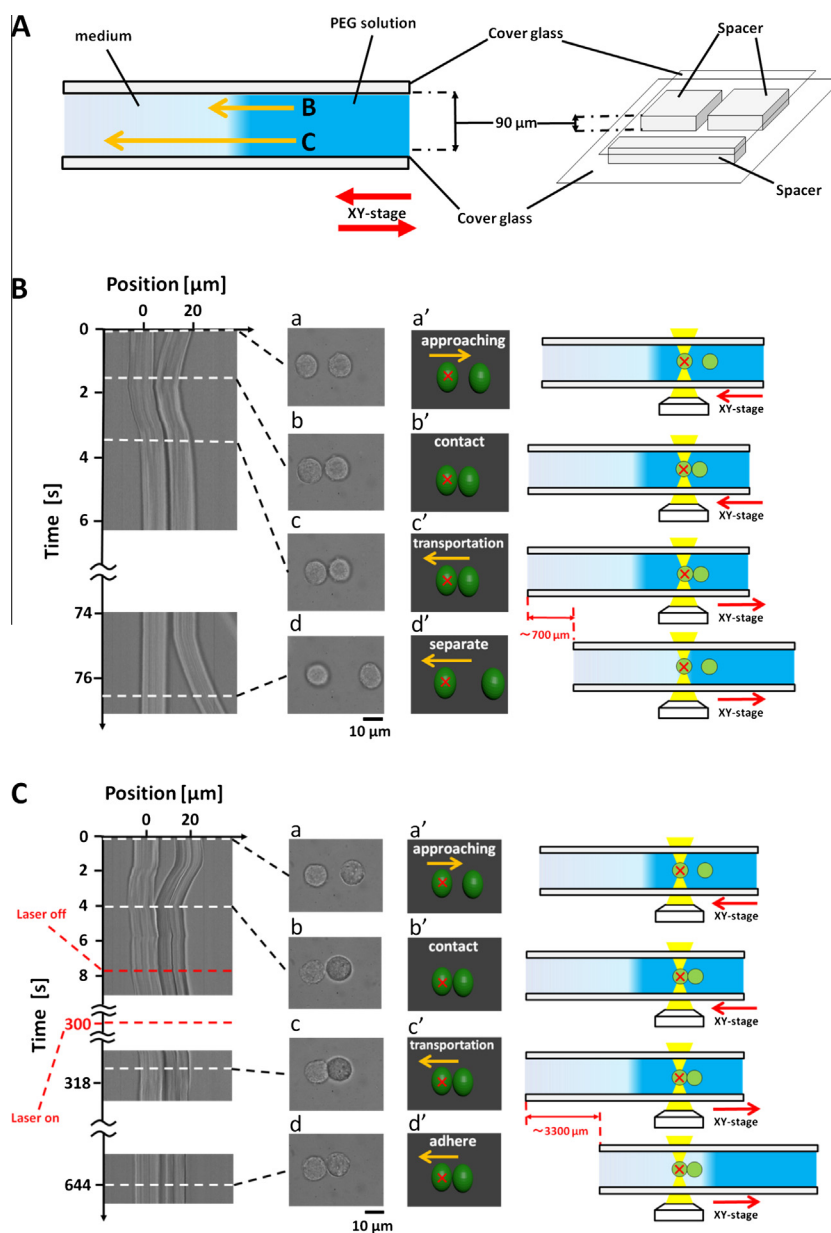 A
medium
PEG solution
Cover glass
Spacer
B
C
90 μm
XY-stage
Cover glass
Spacer
B
Position [μm]
0
20
0
2
4
6
74
76
Time [s]
a
b
c
d
10 μm
a’
approaching
b’
contact
c’
transportation
d’
separate
XY-stage
XY-stage
XY-stage
~700 μm
XY-stage
C
Position [μm]
0
20
0
2
4
Laser off
6
8
300
318
Laser on
644
Time [s]
a
b
c
d
10 μm
a’
approaching
b’
contact
c’
transportation
d’
adhere
XY-stage
XY-stage
XY-stage
~3300 μm
XY-stage